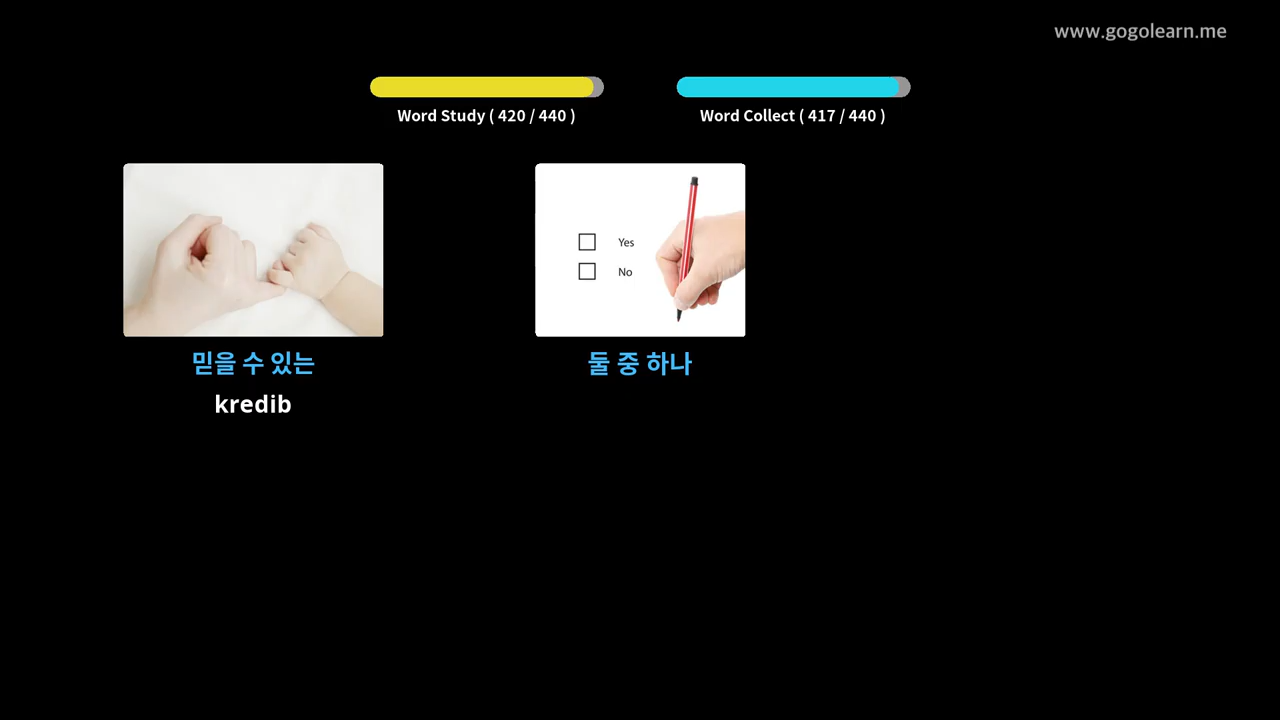 www.gogolearn.me
Word Study ( 420 / 440 )
Word Collect ( 417 / 440 )
Yes
No
믿을 수 있는
둘 중 하나
kredib